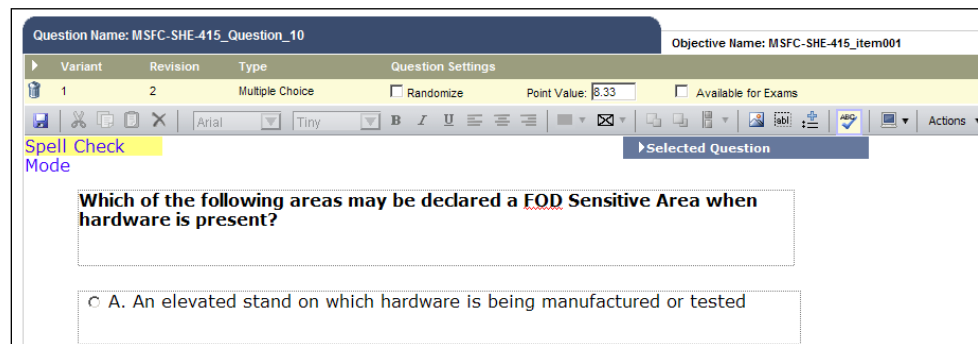 Question Name: MSFC-SHE-415_Question_10
Objective Name: MSFC-SHE-415_item001
Variant Revision Type Question Settings
1 2 Multiple Choice Randomize Point Value: 8.33 Available for Exams
Arial Tiny B I U abl ABC Actions
Spell Check
Mode
Selected Question
Which of the following areas may be declared a FOD Sensitive Area when
hardware is present?
A. An elevated stand on which hardware is being manufactured or tested